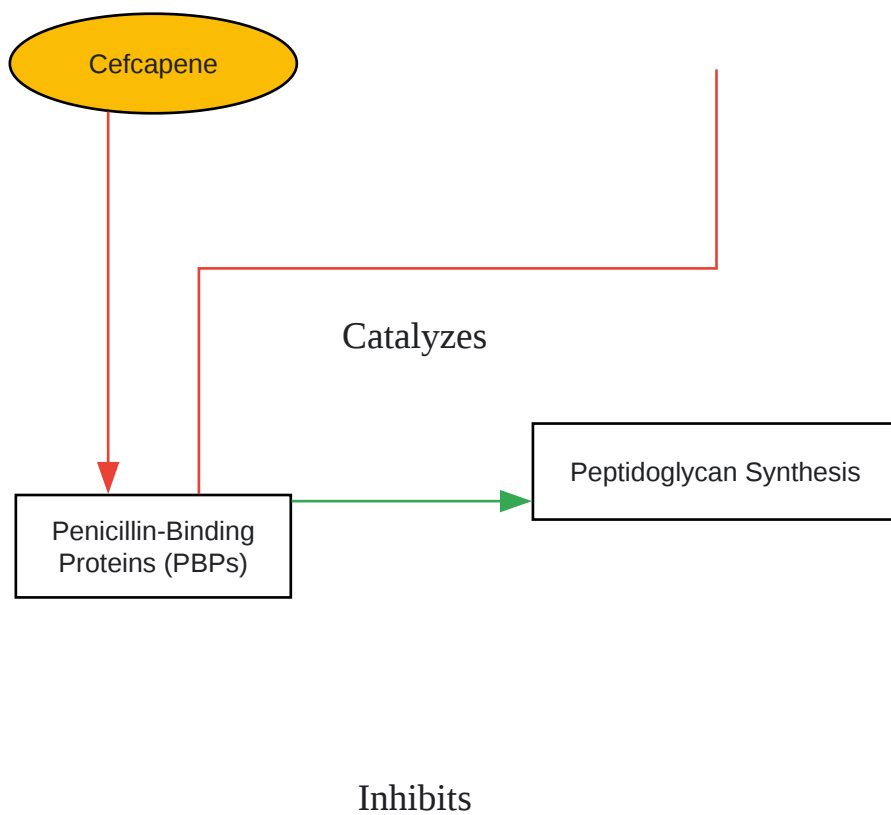 Cefcapene
Catalyzes
Peptidoglycan Synthesis
Penicillin-Binding
Proteins (PBPs)
Inhibits